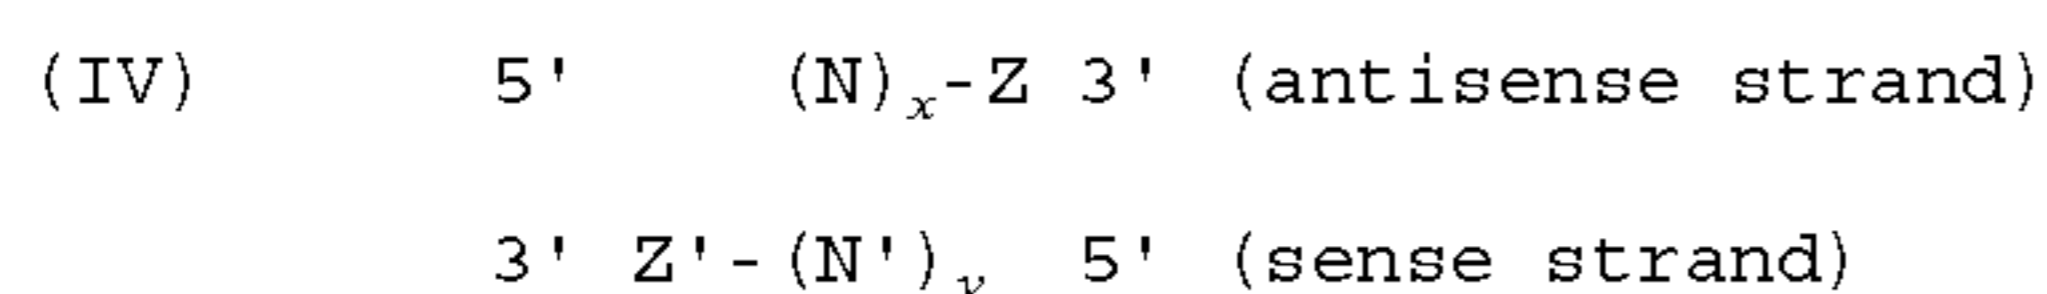 (IV) 5' (N)x-Z 3' (antisense strand)
3' Z'-(N')y 5' (sense strand)